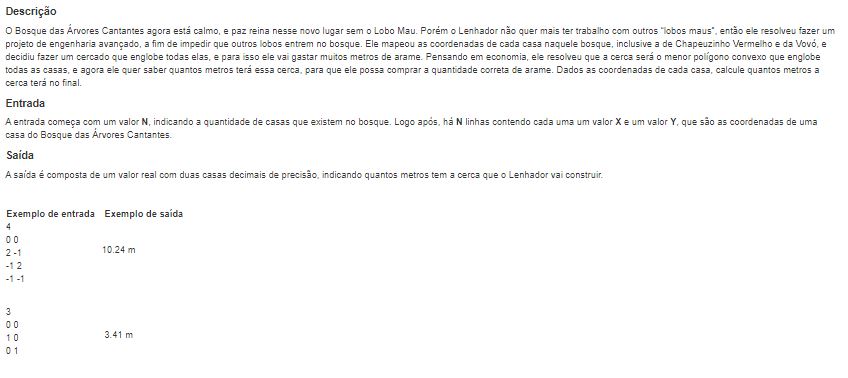 Descrição
O Bosque das Árvores Cantantes agora está calmo, e paz reina nesse novo lugar sem o Lobo Mau. Porém o Lenhador não quer mais ter trabalho com outros "lobos maus", então ele resolveu fazer um
projeto de engenharia avançado, a fim de impedir que outros lobos entrem no bosque. Ele mapeou as coordenadas de cada casa naquele bosque, inclusive a de Chapeuzinho Vermelho e da Vovó, e
decidiu fazer um cercado que englobe todas elas, e para isso ele vai gastar muitos metros de arame. Pensando em economia, ele resolveu que a cerca será o menor polígono convexo que englobe
todas as casas, e agora ele quer saber quantos metros terá essa cerca, para que ele possa comprar a quantidade correta de arame. Dados as coordenadas de cada casa, calcule quantos metros a
cerca terá no final.
Entrada
A entrada começa com um valor N, indicando a quantidade de casas que existem no bosque. Logo após, há N linhas contendo cada uma um valor X e um valor Y, que são as coordenadas de uma
casa do Bosque das Árvores Cantantes.
Saída
A saída é composta de um valor real com duas casas decimais de precisão, indicando quantos metros tem a cerca que o Lenhador vai construir.
Exemplo de entrada Exemplo de saída
4
0 0
2 -1
10.24 m
-1 2
-1 -1
3
0 0
1 0
3.41 m
0 1